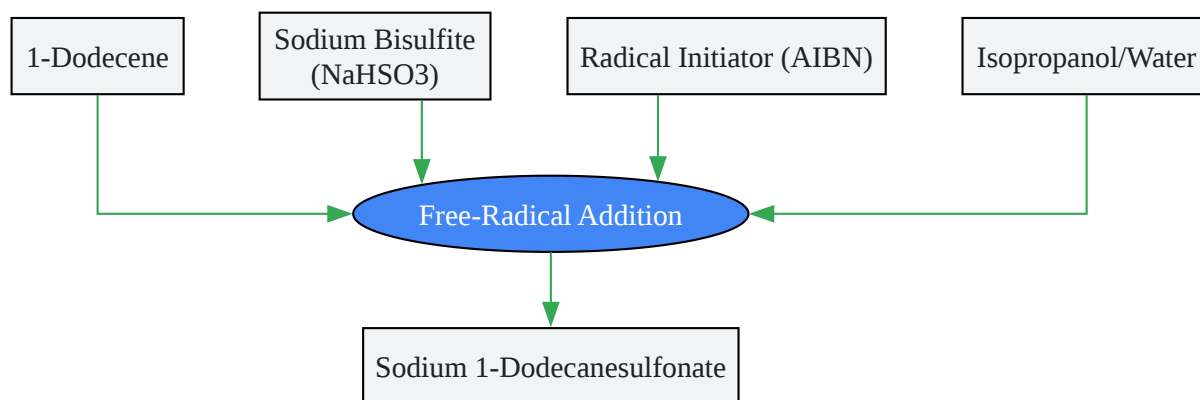 1-Dodecene
Sodium Bisulfite
(NaHSO3)
Radical Initiator (AIBN)
Isopropanol/Water
Free-Radical Addition
Sodium 1-Dodecanesulfonate